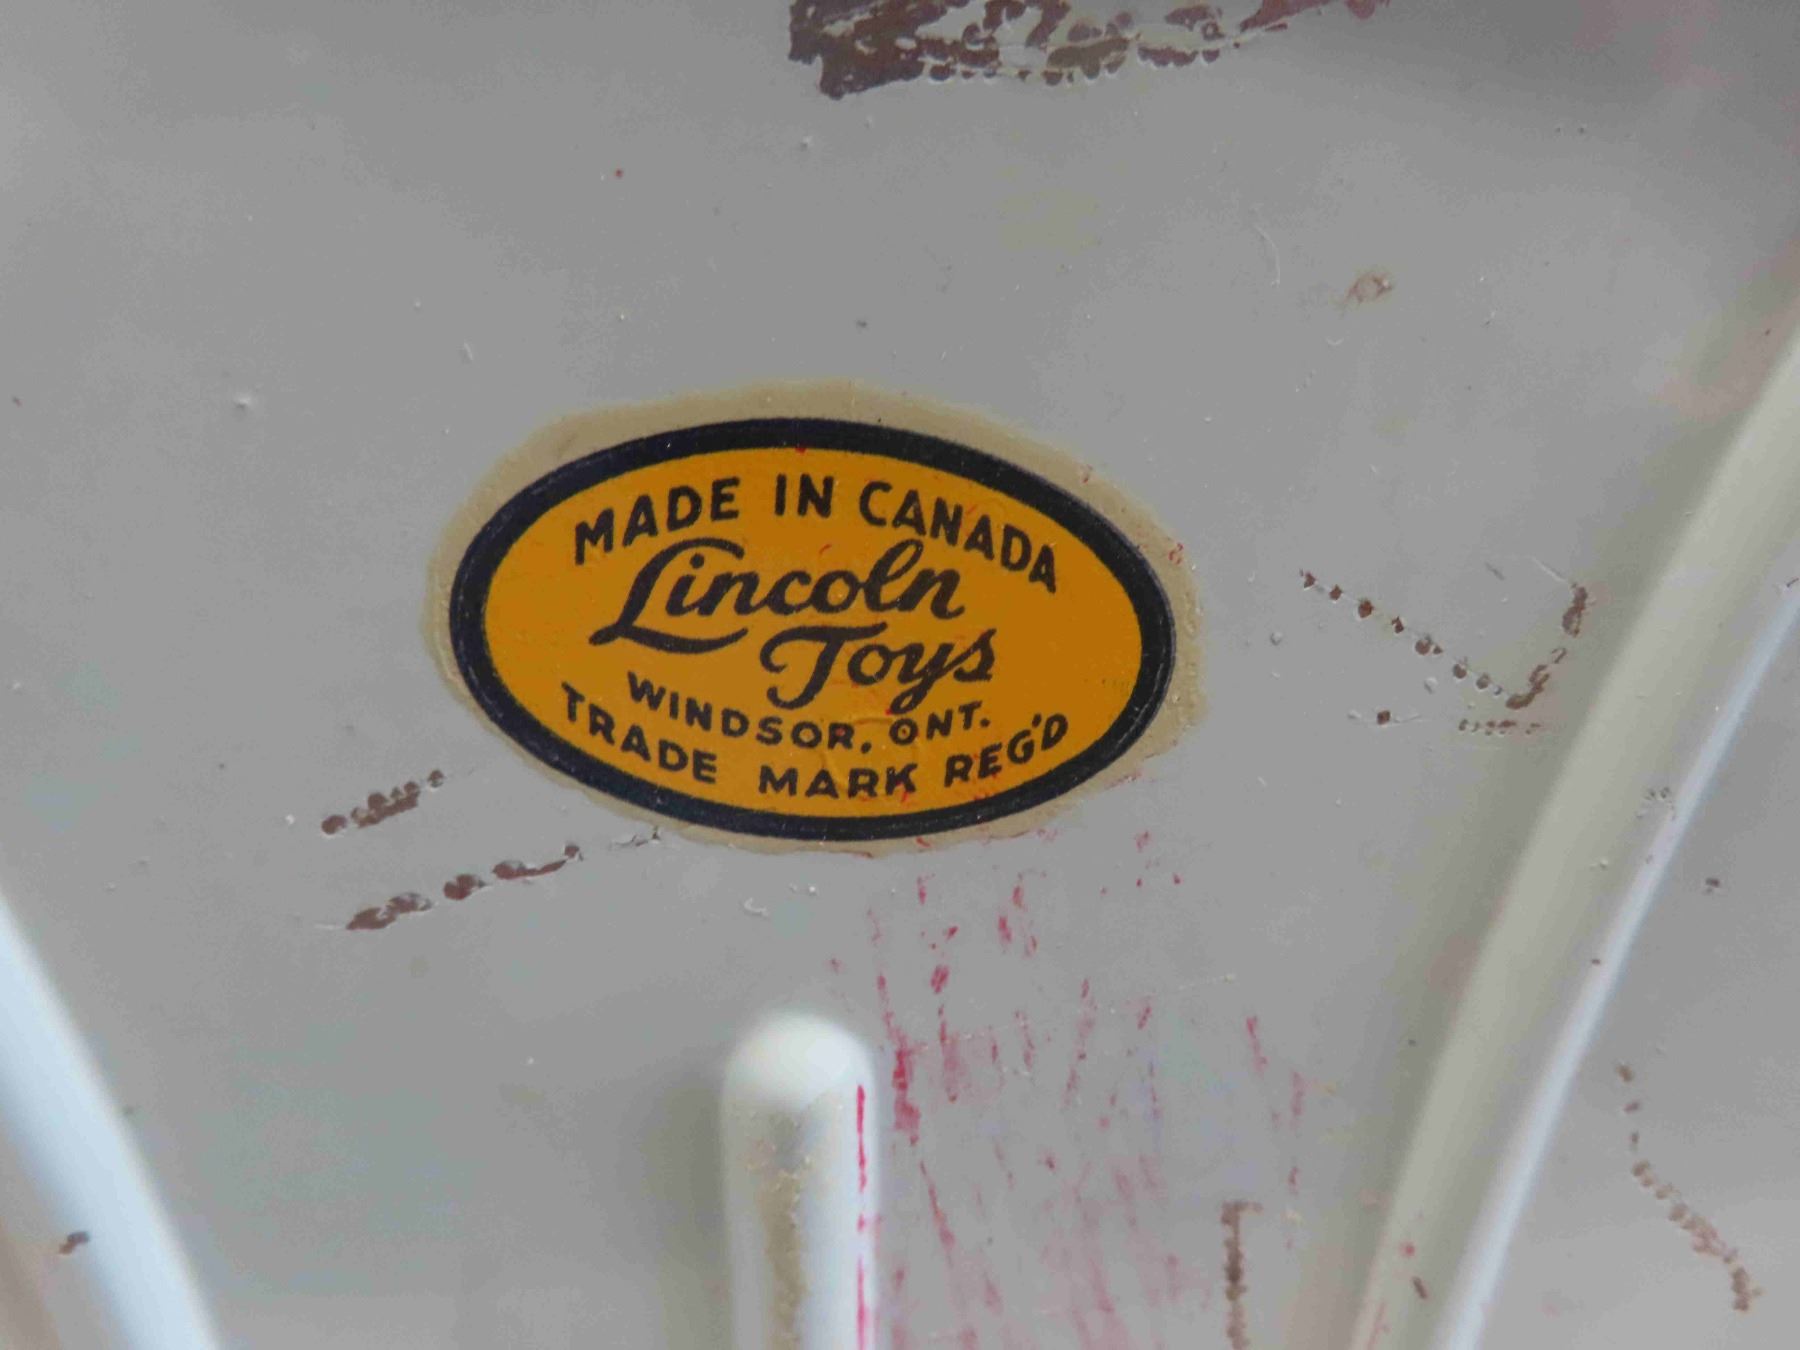 MADE IN CANADA
Lincoln
Toys
WINDSOR, ONT.
TRADE MARK REG'D